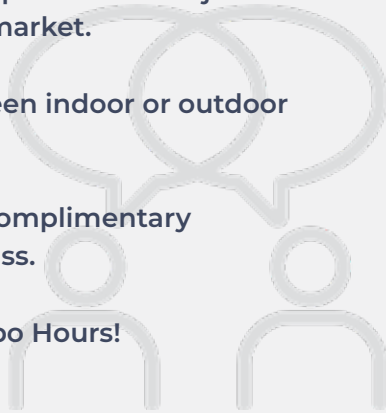 market.
een indoor or outdoor
omplimentary
ss.
oo Hours!